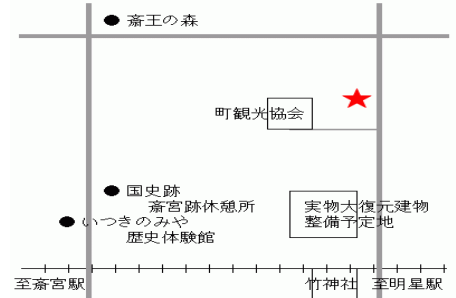 斎王の森
町観光協会
国史跡
斎宮跡休憩所
実物大復元建物
整備予定地
いつきのみや
歴史体験館
至斎宮駅
竹神社
至明星駅